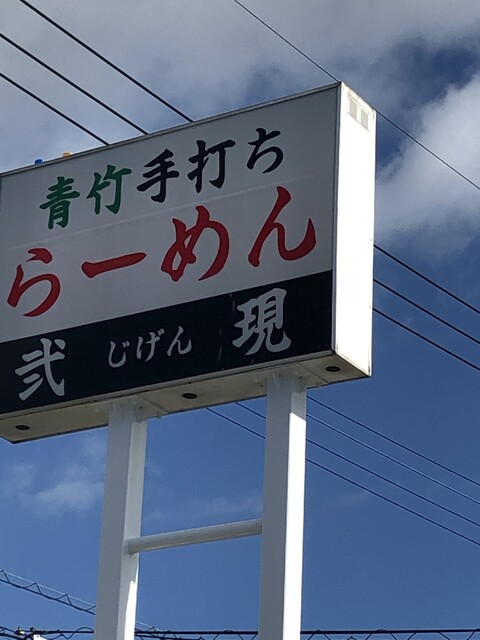 青竹手打ち
らーめん
弐 じげん 現